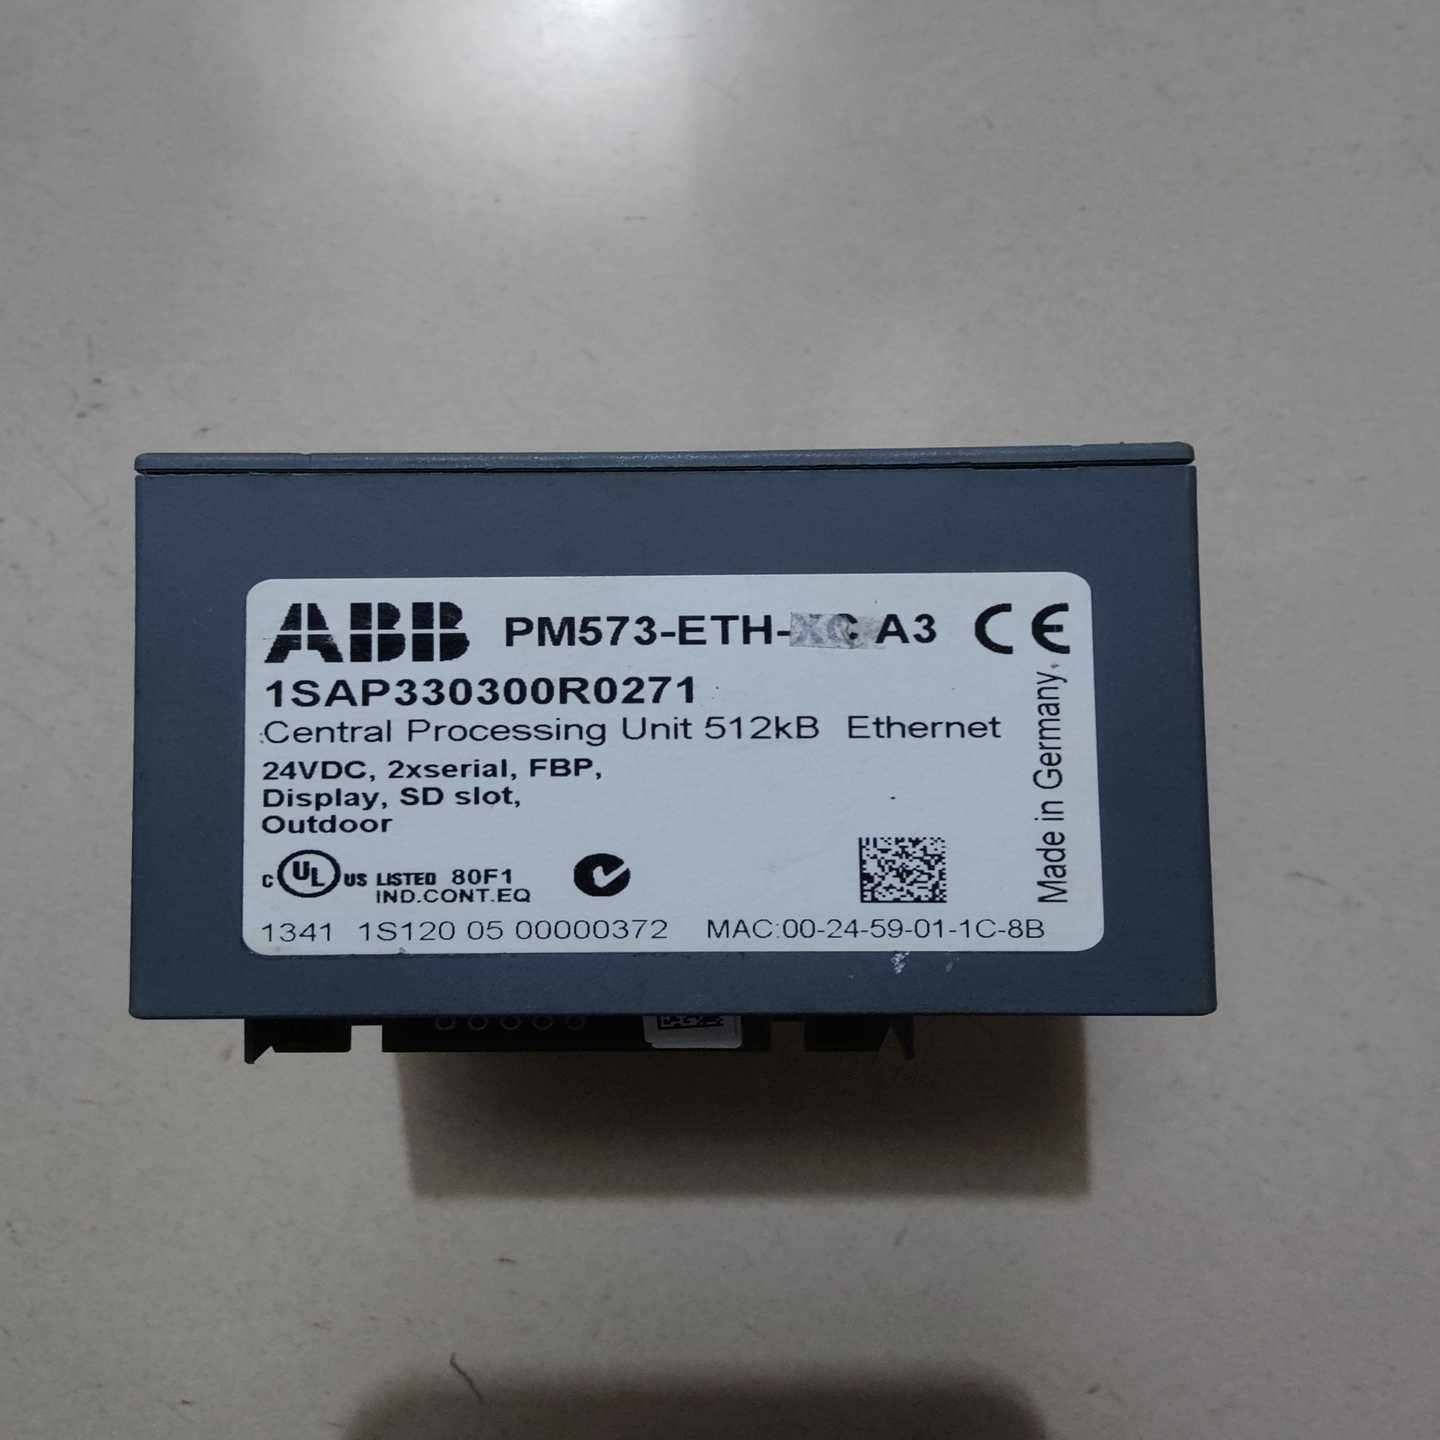 ABB PM573-ETH-XC A3 CE
1SAP330300R0271
Central Processing Unit 512kB Ethernet
24VDC, 2xserial, FBP,
Display, SD slot,
Outdoor
Made in Germany
C UL US LISTED 80F1
IND.CONT.EQ
1341 1S120 05 00000372 MAC:00-24-59-01-1C-8B